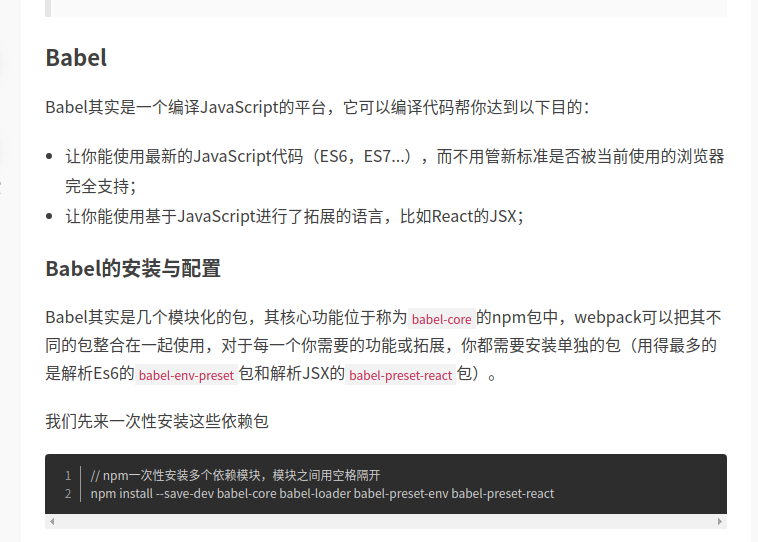 Babel
Babel其实是一个编译JavaScript的平台，它可以编译代码帮你达到以下目的：
让你能使用最新的JavaScript代码（ES6，ES7...），而不用管新标准是否被当前使用的浏览器
完全支持；
让你能使用基于JavaScript进行了拓展的语言，比如React的JSX；
Babel的安装与配置
Babel其实是几个模块化的包，其核心功能位于称为babel-core的npm包中，webpack可以把其不
同的包整合在一起使用，对于每一个你需要的功能或拓展，你都需要安装单独的包（用得最多的
是解析Es6的babel-env-preset包和解析JSX的babel-preset-react包）。
我们先来一次性安装这些依赖包
1 // npm一次性安装多个依赖模块，模块之间用空格隔开
2 npm install --save-dev babel-core babel-loader babel-preset-env babel-preset-react